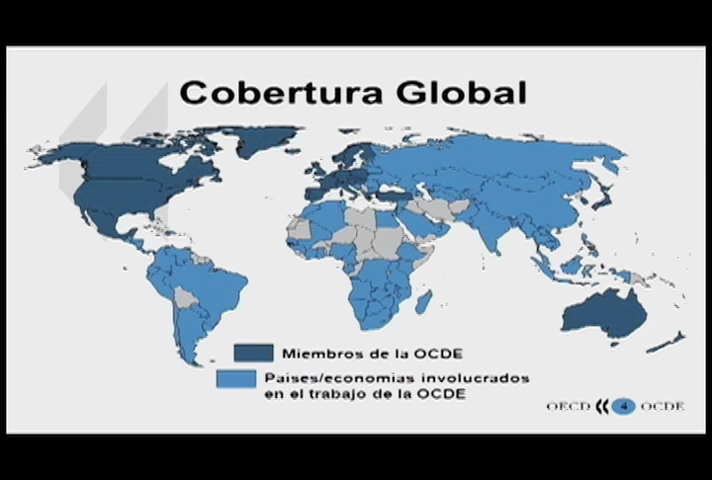 Cobertura Global
Miembros de la OCDE
Paises/economias involucrados
en el trabajo de la OCDE
OECD 4 OCDE